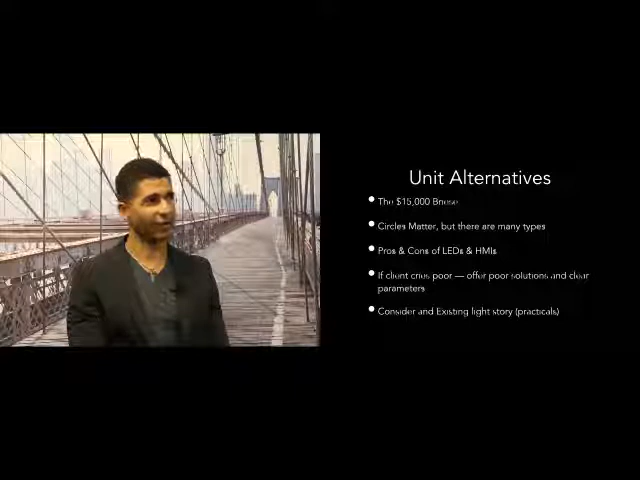 Unit Alternatives
The $15,000
Circles Matter, but there are many types
Pros & Cons of LEDs & HMIs
If client cries poor — offer poor solutions and clear
parameters
Consider and Existing light story (practicals)